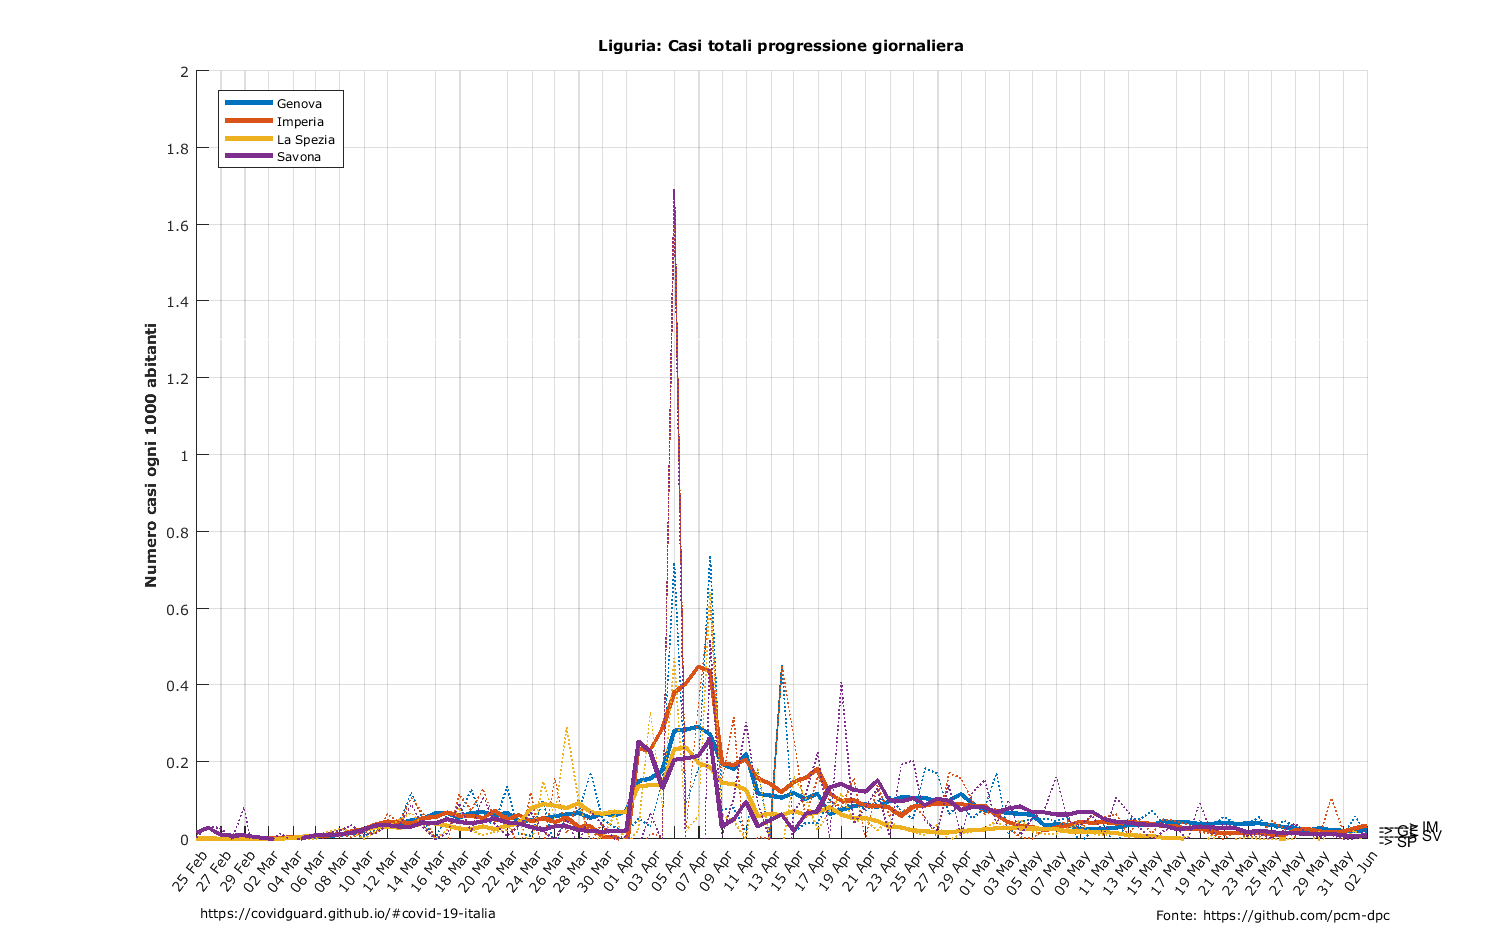 Liguria: Casi totali progressione giornaliera
Numero casi ogni 1000 abitanti
2
1.8
1.6
1.4
1.2
1
0.8
0.6
0.4
0.2
0
Genova
Imperia
La Spezia
Savona
25 Feb
27 Feb
29 Feb
02 Mar
04 Mar
06 Mar
08 Mar
10 Mar
12 Mar
14 Mar
16 Mar
18 Mar
20 Mar
22 Mar
24 Mar
26 Mar
28 Mar
30 Mar
01 Apr
03 Apr
05 Apr
07 Apr
09 Apr
11 Apr
13 Apr
15 Apr
17 Apr
19 Apr
21 Apr
23 Apr
25 Apr
27 Apr
29 Apr
01 May
03 May
05 May
07 May
09 May
11 May
13 May
15 May
17 May
19 May
21 May
23 May
25 May
27 May
29 May
31 May
02 Jun
IM
-> GE
SV
-> SP
https://covidguard.github.io/#covid-19-italia
Fonte: https://github.com/pcm-dpc